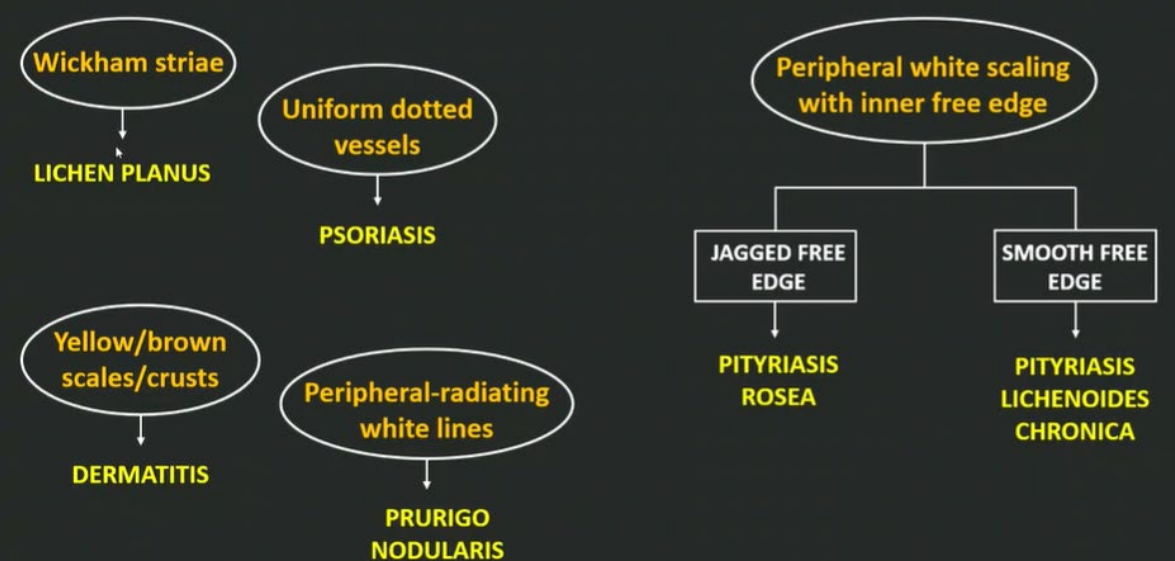 Wickham striae
LICHEN PLANUS
Uniform dotted
vessels
PSORIASIS
Yellow/brown
scales/crusts
DERMATITIS
Peripheral-radiating
white lines
PRURIGO
NODULARIS
Peripheral white scaling
with inner free edge
JAGGED FREE
EDGE
PITYRIASIS
ROSEA
SMOOTH FREE
EDGE
PITYRIASIS
LICHENOIDES
CHRONICA